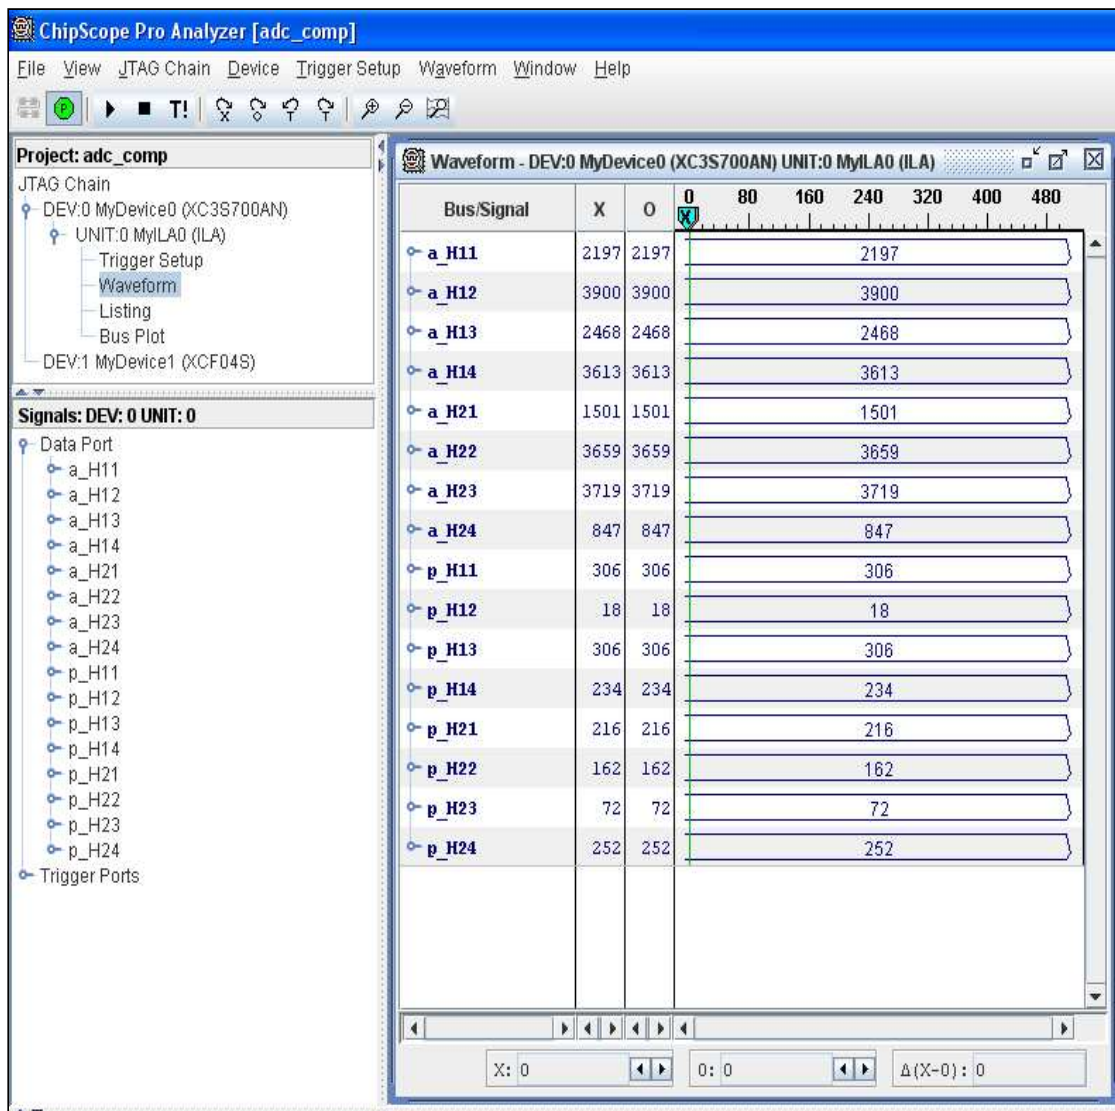 ChipScope Pro Analyzer [adc_comp]
File View JTAG Chain Device Trigger Setup Waveform Window Help
T!
Project: adc_comp
JTAG Chain
DEV:0 MyDevice0 (XC3S700AN)
UNIT:0 MyILA0 (ILA)
Trigger Setup
Waveform
Listing
Bus Plot
DEV:1 MyDevice1 (XCF04S)
Signals: DEV: 0 UNIT: 0
Data Port
a_H11
a_H12
a_H13
a_H14
a_H21
a_H22
a_H23
a_H24
p_H11
p_H12
p_H13
p_H14
p_H21
p_H22
p_H23
p_H24
Trigger Ports
Waveform - DEV:0 MyDevice0 (XC3S700AN) UNIT:0 MyILA0 (ILA)
Bus/Signal X O 0 80 160 240 320 400 480
X
a_H11 2197 2197 2197
a_H12 3900 3900 3900
a_H13 2468 2468 2468
a_H14 3613 3613 3613
a_H21 1501 1501 1501
a_H22 3659 3659 3659
a_H23 3719 3719 3719
a_H24 847 847 847
p_H11 306 306 306
p_H12 18 18 18
p_H13 306 306 306
p_H14 234 234 234
p_H21 216 216 216
p_H22 162 162 162
p_H23 72 72 72
p_H24 252 252 252
X: 0 O: 0 Δ(X-O): 0